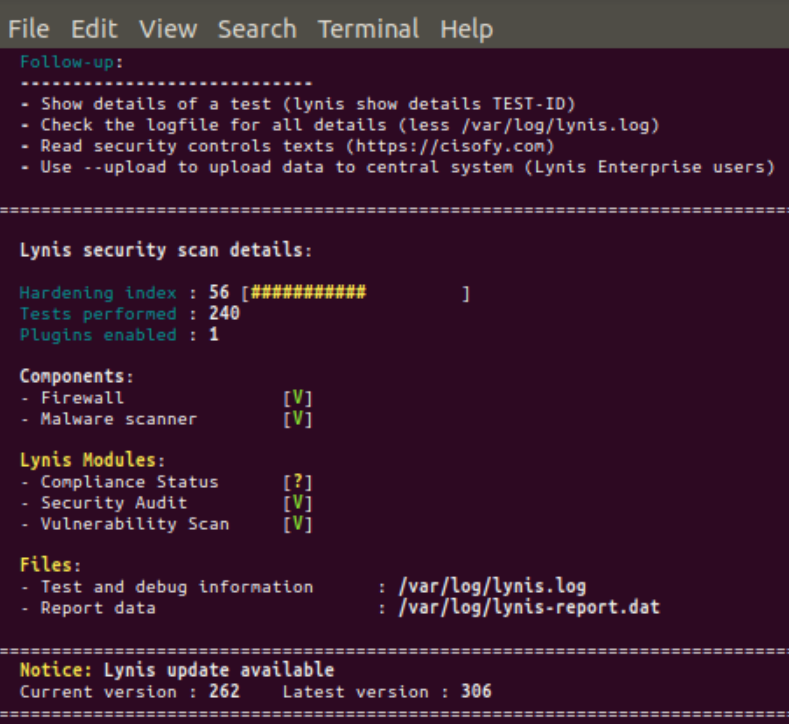 File Edit View Search Terminal Help
Follow-up:
----------------------------
- Show details of a test (lynis show details TEST-ID)
- Check the logfile for all details (less /var/log/lynis.log)
- Read security controls texts (https://cisofy.com)
- Use --upload to upload data to central system (Lynis Enterprise users)
================================================================================
Lynis security scan details:
Hardening index : 56 [###########         ]
Tests performed : 240
Plugins enabled : 1
Components:
- Firewall               [V]
- Malware scanner        [V]
Lynis Modules:
- Compliance Status      [?]
- Security Audit         [V]
- Vulnerability Scan     [V]
Files:
- Test and debug information      : /var/log/lynis.log
- Report data                     : /var/log/lynis-report.dat
================================================================================
Notice: Lynis update available
Current version : 262    Latest version : 306
================================================================================